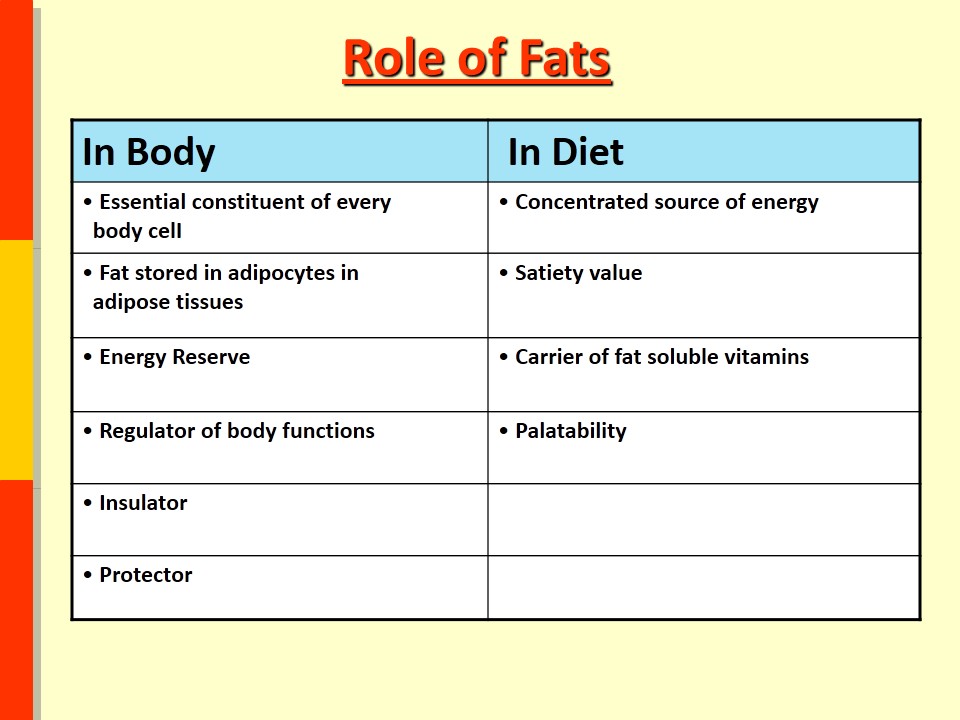 Role of Fats
In Body
In Diet
• Essential constituent of every
body cell
• Concentrated source of energy
• Fat stored in adipocytes in
adipose tissues
• Satiety value
• Energy Reserve
• Carrier of fat soluble vitamins
• Regulator of body functions
• Palatability
• Insulator
• Protector